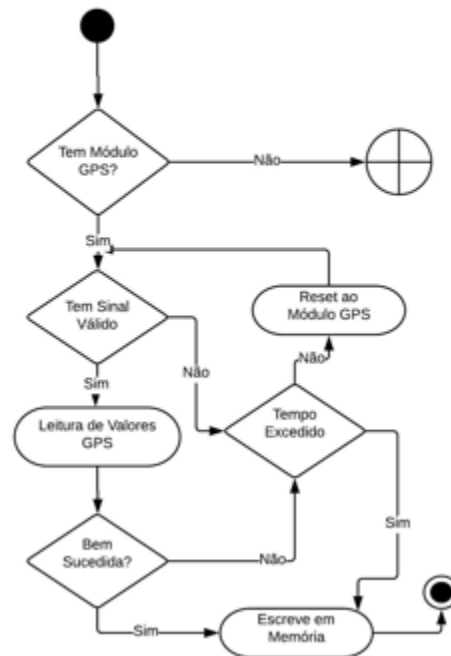 Tem Módulo
GPS?
Não
Sim
Tem Sinal
Válido
Reset ao
Módulo GPS
Não
Não
Sim
Leitura de Valores
GPS
Tempo
Excedido
Sim
Bem
Sucedida?
Não
Sim
Escreve em
Memória